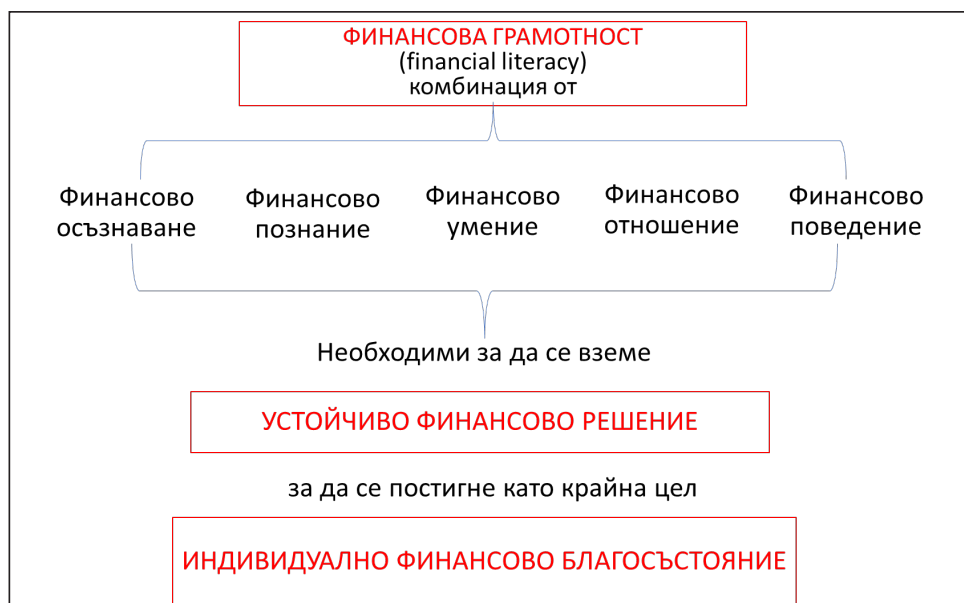 ФИНАНСОВА ГРАМОТНОСТ
(financial literacy)
комбинация от
Финансово
осъзнаване
Финансово
познание
Финансово
умение
Финансово
отношение
Финансово
поведение
Необходими за да се вземе
УСТОЙЧИВО ФИНАНСОВО РЕШЕНИЕ
за да се постигне като крайна цел
ИНДИВИДУАЛНО ФИНАНСОВО БЛАГОСЪСТОЯНИЕ